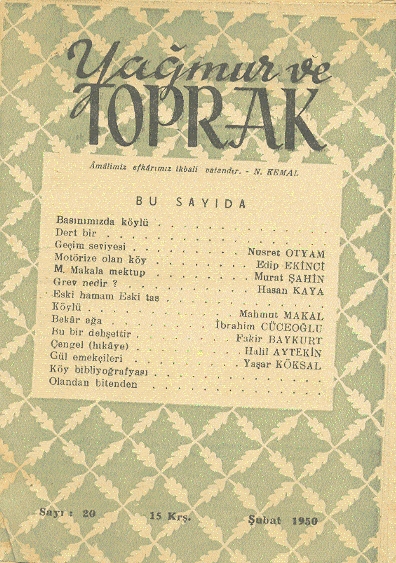 Yağmur ve
TOPRAK
Âmâlimiz efkârımız ikbali vatandır. - N. KEMAL
BU SAYIDA
Basınımızda köylü
Dert bir
Geçim seviyesi . . . Nusret OTYAM
Motörize olan köy . . . Edip EKİNCİ
M. Makala mektup . . . Murat ŞAHİN
Grev nedir ? . . . Hasan KAYA
Eski hamam Eski tas
Köylü . . . Mahmut MAKAL
Bekâr ağa . . . İbrahim CÜCEOĞLU
Bu bir dehşettir . . . Fakir BAYKURT
Çengel (hıkâye) . . . Halil AYTEKİN
Gül emekçileri . . . Yaşar KÖKSAL
Köy bibliyoğrafyası
Olandan bitenden
Sayı : 20 15 Krş. Şubat 1950